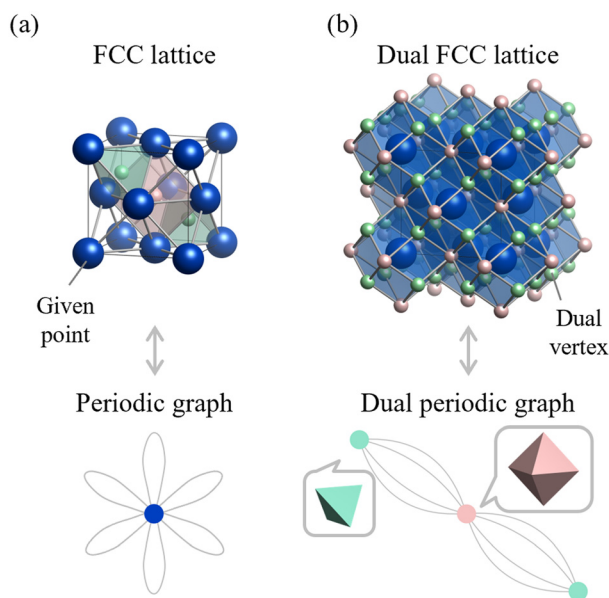 (a)
FCC lattice
Given
point
Periodic graph
(b)
Dual FCC lattice
Dual
vertex
Dual periodic graph